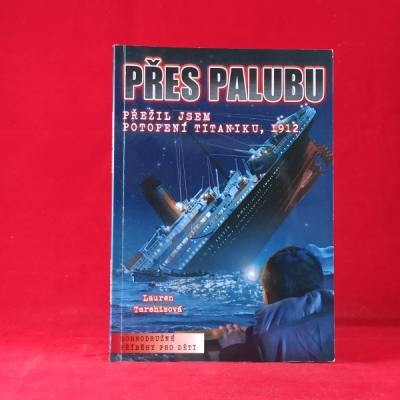 PŘES PALUBU
PŘEŽIL JSEM
POTOPENÍ TITANIKU, 1912
Lauren
Tarshisová
DOBRODRUŽNÉ
PŘÍBĚHY PRO DĚTI